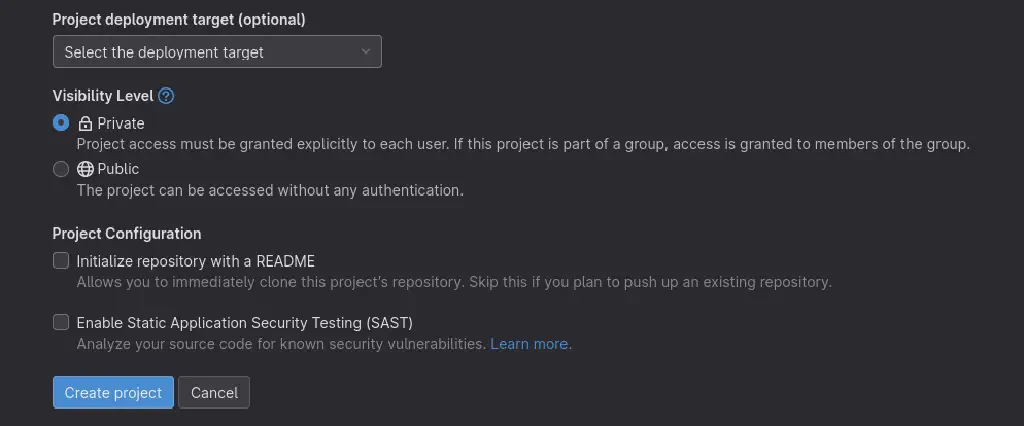 Project deployment target (optional)
Select the deployment target
Visibility Level
Private
Project access must be granted explicitly to each user. If this project is part of a group, access is granted to members of the group.
Public
The project can be accessed without any authentication.
Project Configuration
Initialize repository with a README
Allows you to immediately clone this project's repository. Skip this if you plan to push up an existing repository.
Enable Static Application Security Testing (SAST)
Analyze your source code for known security vulnerabilities. Learn more.
Create project Cancel